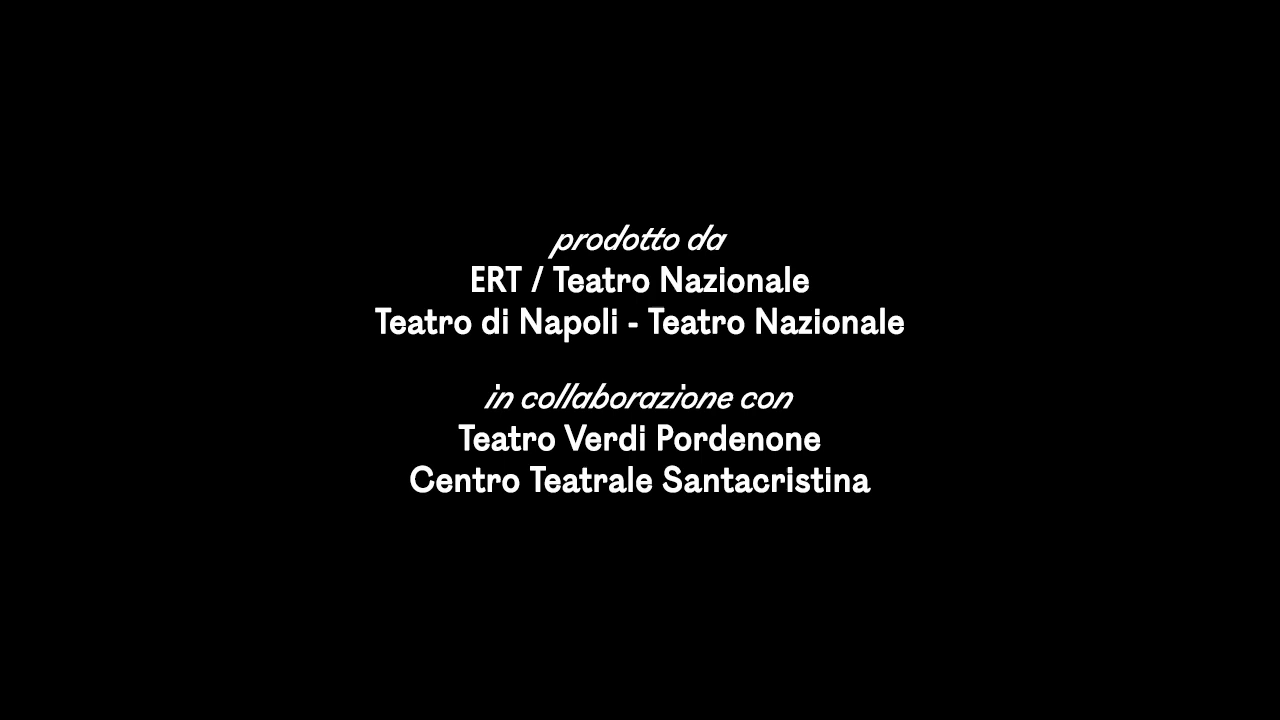 prodotto da
ERT / Teatro Nazionale
Teatro di Napoli - Teatro Nazionale
in collaborazione con
Teatro Verdi Pordenone
Centro Teatrale Santacristina